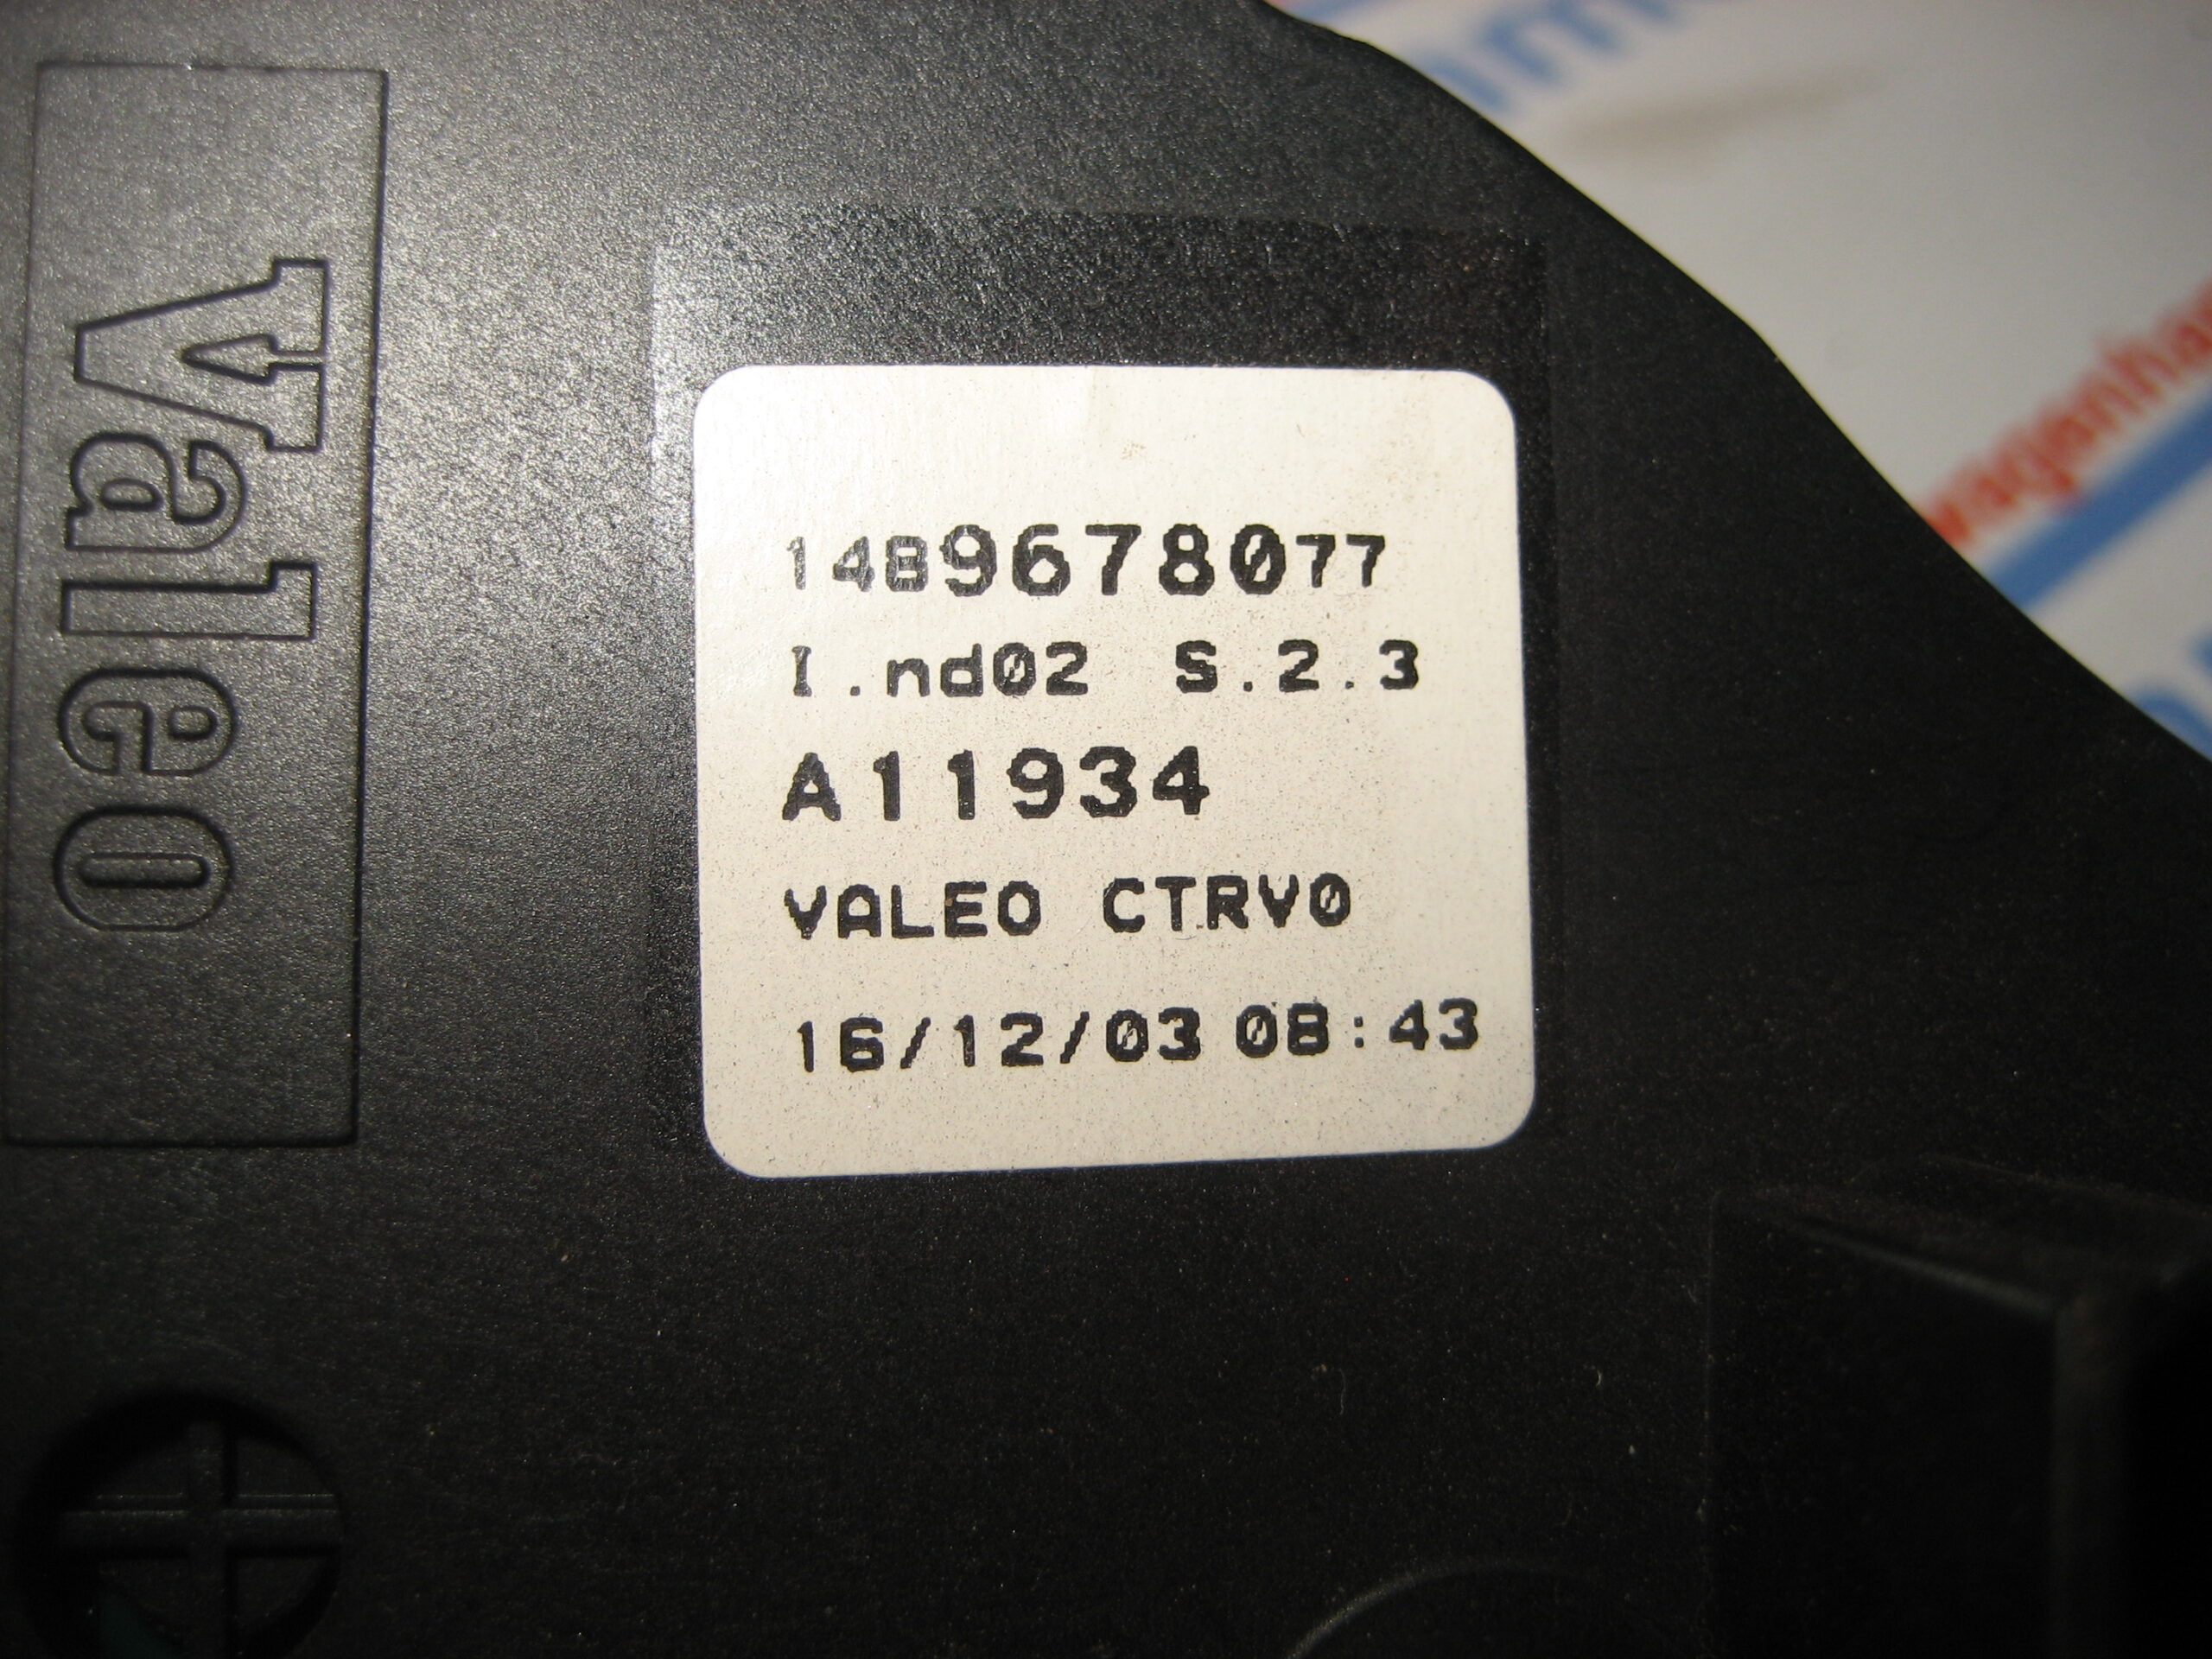 Valeo
1489678077
I.nd02 S.2.3
A11934
VALEO CTRV0
16/12/03 08:43